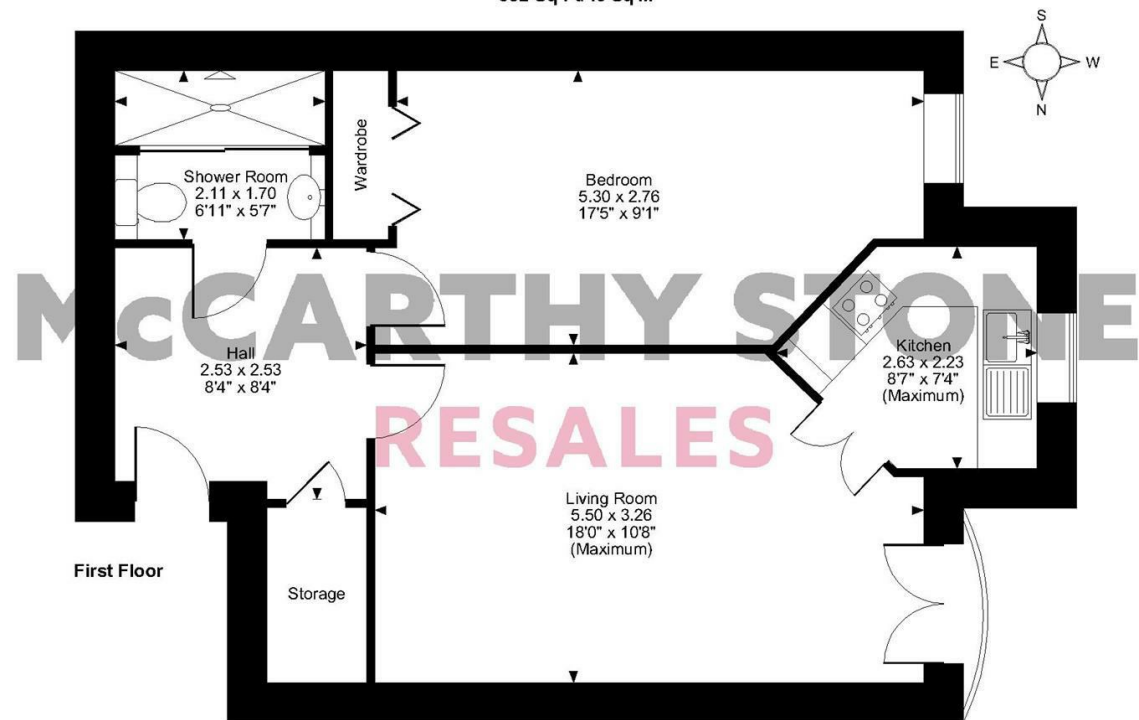 S
E W
N
Shower Room
2.11 x 1.70
6'11" x 5'7"
Wardrobe
Bedroom
5.30 x 2.76
17'5" x 9'1"
McCARTHY STONE
RESALES
Hall
2.53 x 2.53
8'4" x 8'4"
Kitchen
2.63 x 2.23
8'7" x 7'4"
(Maximum)
Living Room
5.50 x 3.26
18'0" x 10'8"
(Maximum)
First Floor
Storage